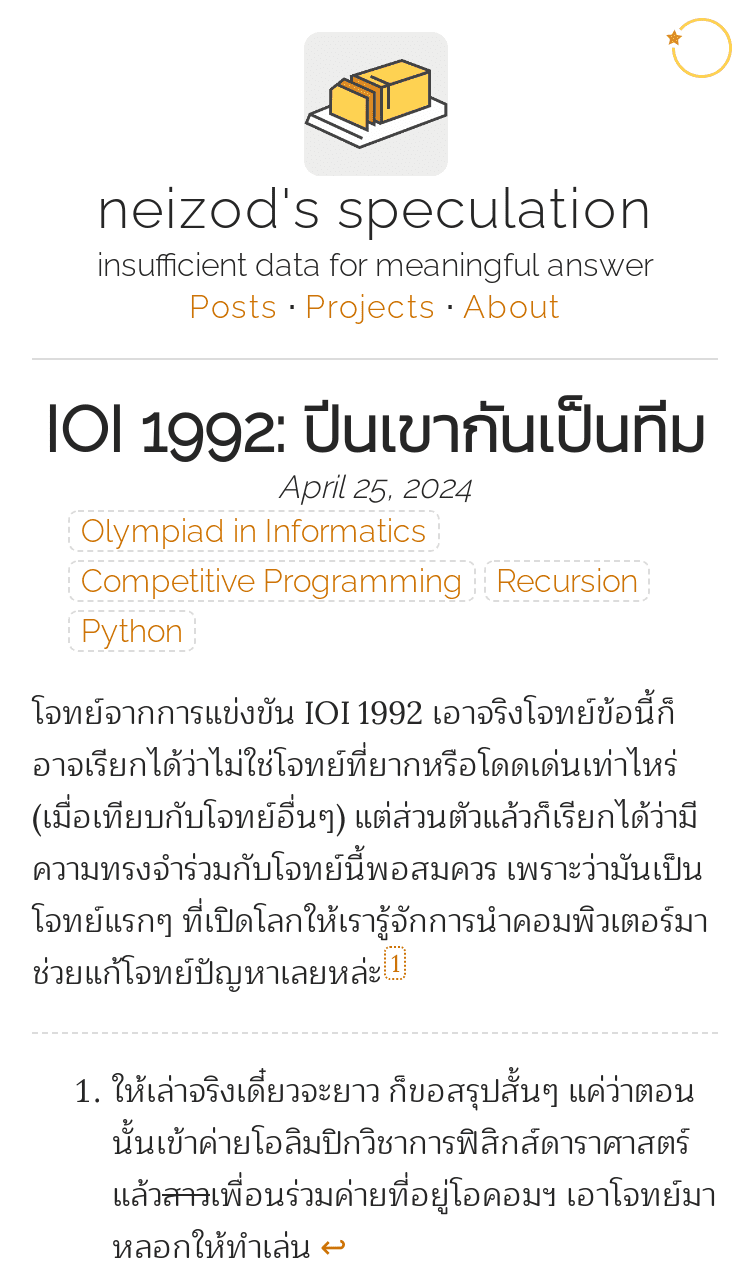 neizod's speculation
insufficient data for meaningful answer
Posts · Projects · About
IOI 1992: ปีนเขากันเป็นทีม
April 25, 2024
Olympiad in Informatics
Competitive Programming Recursion
Python
โจทย์จากการแข่งขัน IOI 1992 เอาจริงโจทย์ข้อนี้ก็
อาจเรียกได้ว่าไม่ใช่โจทย์ที่ยากหรือโดดเด่นเท่าไหร่
(เมื่อเทียบกับโจทย์อื่นๆ) แต่ส่วนตัวแล้วก็เรียกได้ว่ามี
ความทรงจำร่วมกับโจทย์นี้พอสมควร เพราะว่ามันเป็น
โจทย์แรกๆ ที่เปิดโลกให้เรารู้จักการนำคอมพิวเตอร์มา
ช่วยแก้โจทย์ปัญหาเลยหล่ะ1
1. ให้เล่าจริงเดี๋ยวจะยาว ก็ขอสรุปสั้นๆ แค่ว่าตอน
นั้นเข้าค่ายโอลิมปิกวิชาการฟิสิกส์ดาราศาสตร์
แล้วสาวเพื่อนร่วมค่ายที่อยู่โอคอมฯ เอาโจทย์มา
หลอกให้ทำเล่น ↩